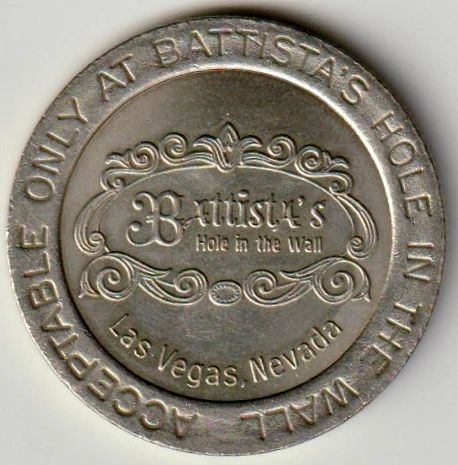 ACCEPTABLE ONLY AT BATTISTA'S HOLE IN THE WALL
Battista's
Hole in the Wall
Las Vegas, Nevada